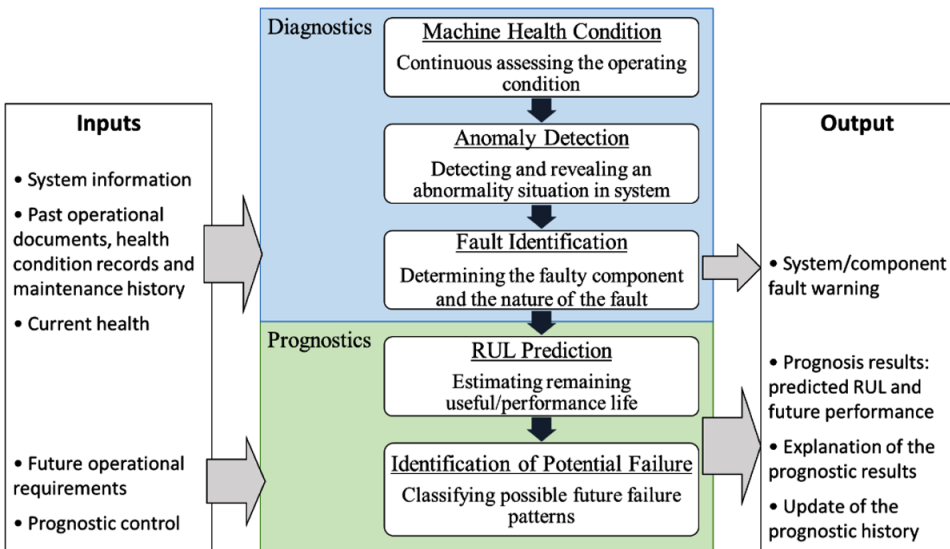 Inputs
• System information
• Past operational
documents, health
condition records and
maintenance history
• Current health
• Future operational
requirements
• Prognostic control
Diagnostics
Machine Health Condition
Continuous assessing the operating
condition
Anomaly Detection
Detecting and revealing an
abnormality situation in system
Fault Identification
Determining the faulty component
and the nature of the fault
Prognostics
RUL Prediction
Estimating remaining
useful/performance life
Identification of Potential Failure
Classifying possible future failure
patterns
Output
• System/component
fault warning
• Prognosis results:
predicted RUL and
future performance
• Explanation of the
prognostic results
• Update of the
prognostic history